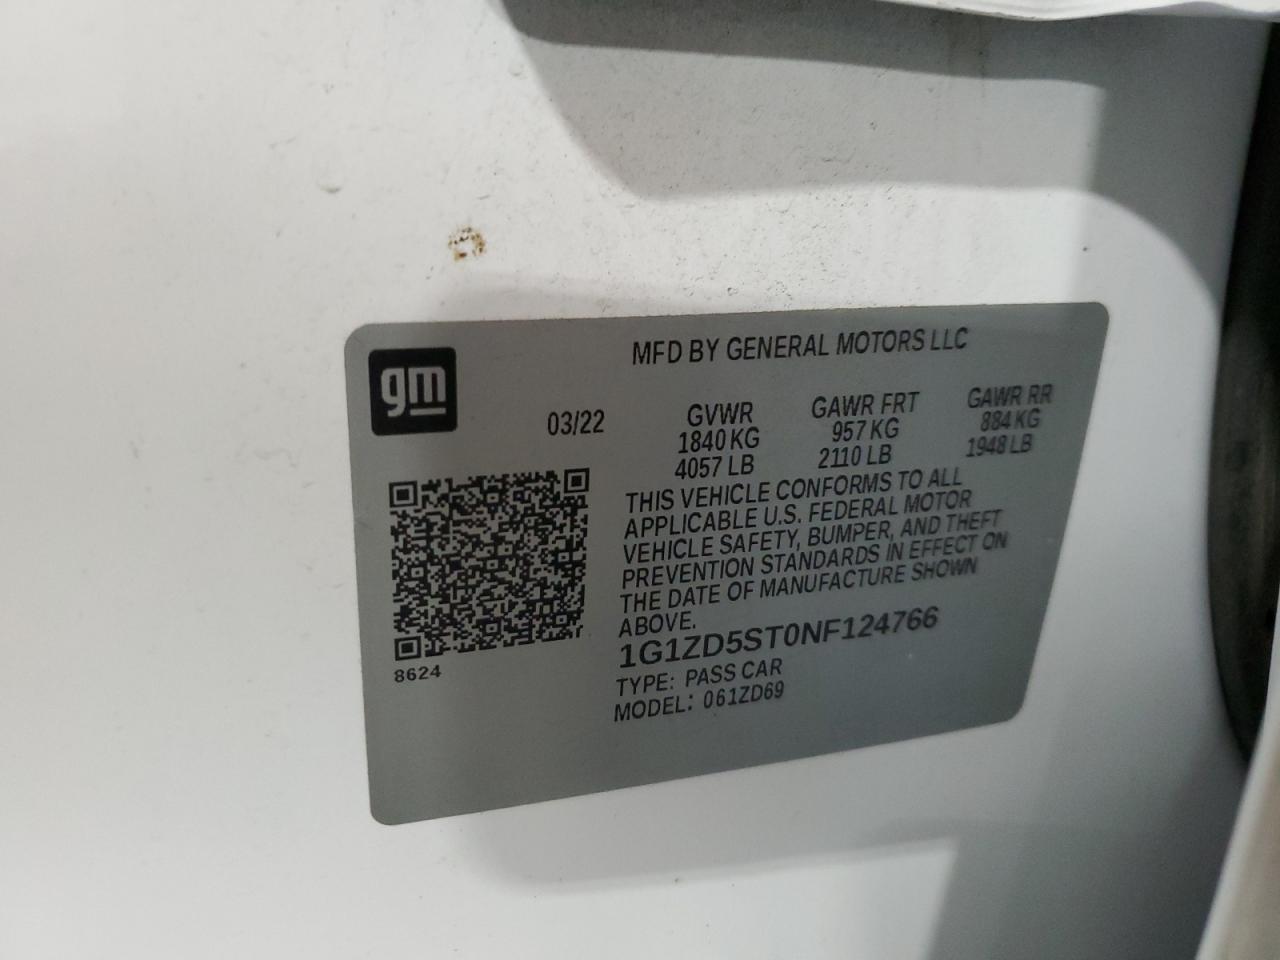 gm
MFD BY GENERAL MOTORS LLC
03/22
GVWR GAWR FRT GAWR RR
1840 KG 957 KG 884 KG
4057 LB 2110 LB 1948 LB
THIS VEHICLE CONFORMS TO ALL
APPLICABLE U.S. FEDERAL MOTOR
VEHICLE SAFETY, BUMPER, AND THEFT
PREVENTION STANDARDS IN EFFECT ON
THE DATE OF MANUFACTURE SHOWN
ABOVE.
1G1ZD5ST0NF124766
TYPE: PASS CAR
MODEL: 061ZD69
8624